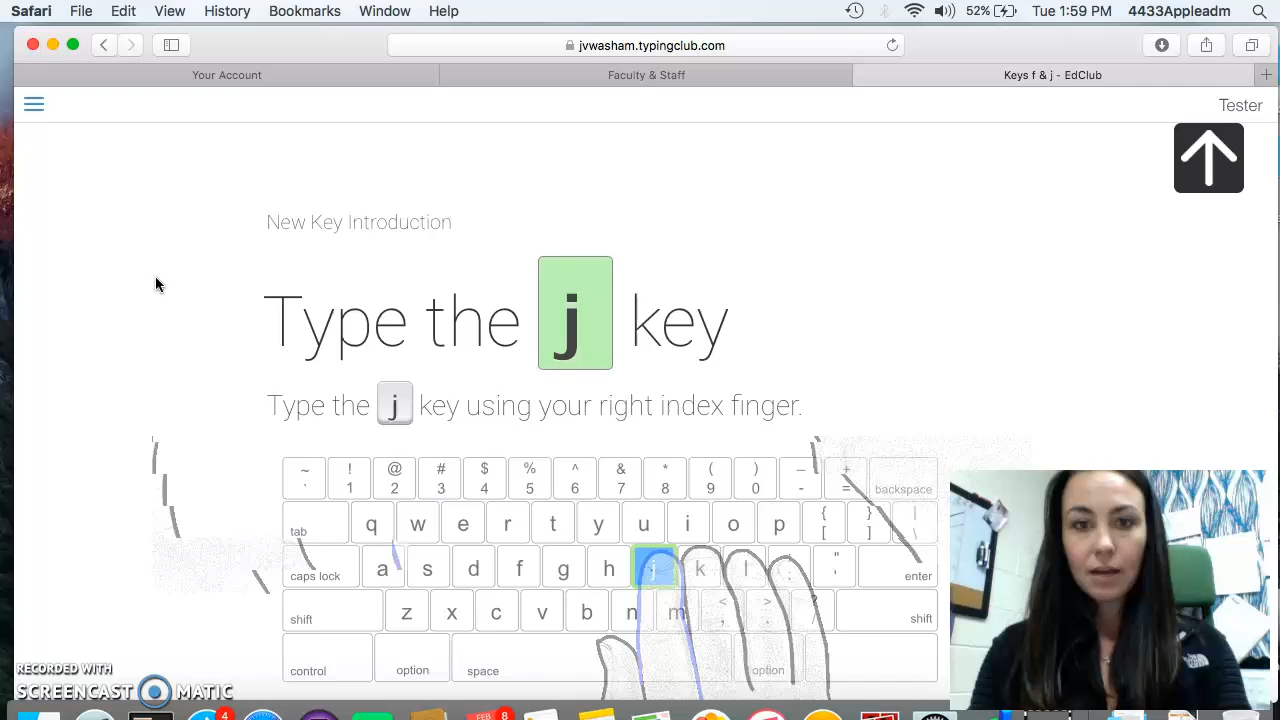 Safari File Edit View History Bookmarks Window Help 52% Tue 1:59 PM 4433Appleadm
jvwasham.typingclub.com
Your Account Faculty & Staff Keys f & j - EdClub
Tester
New Key Introduction
Type the j key
Type the j key using your right index finger.
~ ! @ # $ % ^ & * ( ) – +
` 1 2 3 4 5 6 7 8 9 0 - = backspace
tab q w e r t y u i o p { [ } ] | \
caps lock a s d f g h j k l : ; " ' enter
shift z x c v b n m < , > . ? / shift
control option space option
RECORDED WITH
SCREENCAST MATIC
4 FEB 8